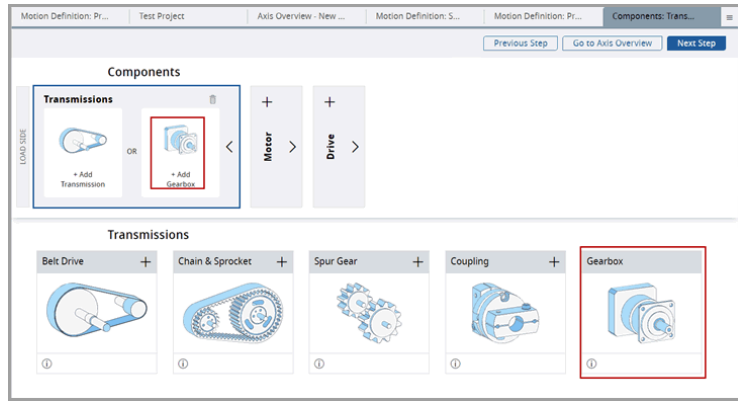 Motion Definition: Pr...
Test Project
Axis Overview - New ...
Motion Definition: S...
Motion Definition: Pr...
Components: Trans...
Previous Step
Go to Axis Overview
Next Step
Components
LOAD SIDE
Transmissions
+ Add
Transmission
OR
+ Add
Gearbox
Motor
Drive
Transmissions
Belt Drive
Chain & Sprocket
Spur Gear
Coupling
Gearbox